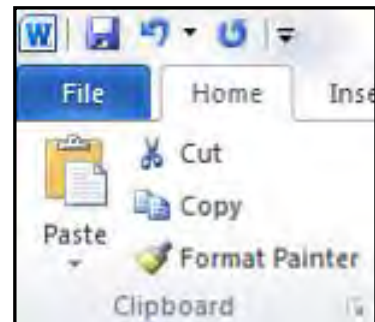 W
File Home Inse
Cut
Copy
Paste
Format Painter
Clipboard